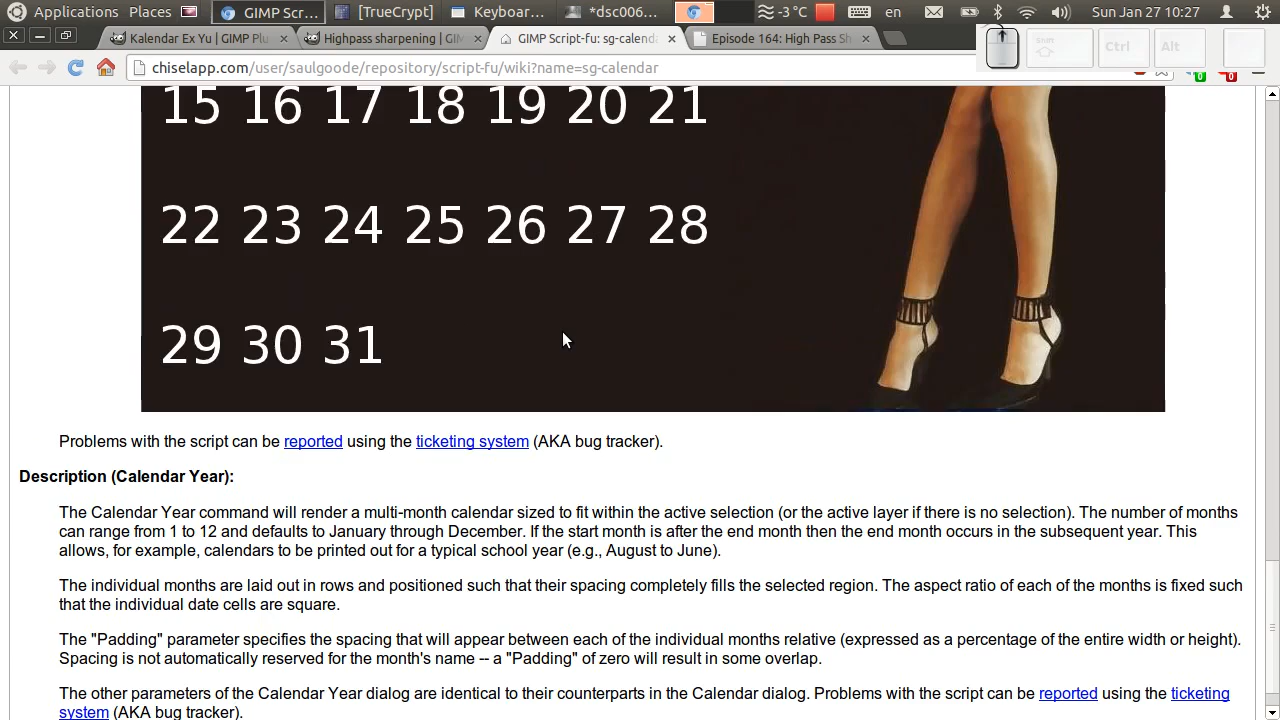 Applications Places GIMP Scr... [TrueCrypt] Keyboar... *dsc006... -3 °C en Sun Jan 27 10:27
Kalendar Ex Yu | GIMP Plu Highpass sharpening | GIM GIMP Script-fu: sg-calenda Episode 164: High Pass Sh
Ctrl Alt
chiselapp.com/user/saulgoode/repository/script-fu/wiki?name=sg-calendar
0 0
15 16 17 18 19 20 21
22 23 24 25 26 27 28
29 30 31
Problems with the script can be reported using the ticketing system (AKA bug tracker).
Description (Calendar Year):
The Calendar Year command will render a multi-month calendar sized to fit within the active selection (or the active layer if there is no selection). The number of months
can range from 1 to 12 and defaults to January through December. If the start month is after the end month then the end month occurs in the subsequent year. This
allows, for example, calendars to be printed out for a typical school year (e.g., August to June).
The individual months are laid out in rows and positioned such that their spacing completely fills the selected region. The aspect ratio of each of the months is fixed such
that the individual date cells are square.
The "Padding" parameter specifies the spacing that will appear between each of the individual months relative (expressed as a percentage of the entire width or height).
Spacing is not automatically reserved for the month's name -- a "Padding" of zero will result in some overlap.
The other parameters of the Calendar Year dialog are identical to their counterparts in the Calendar dialog. Problems with the script can be reported using the ticketing
system (AKA bug tracker).